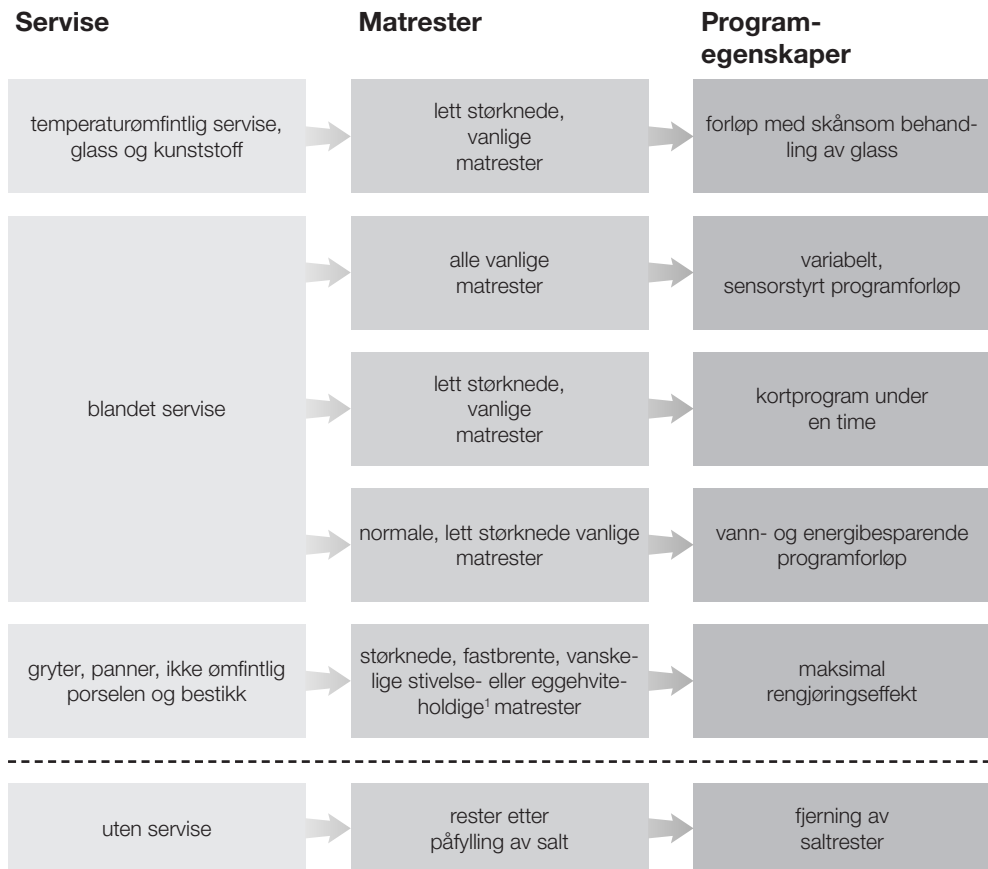 Servise
Matrester
Program-
egenskaper
temperaturømfintlig servise,
glass og kunststoff
lett størknede,
vanlige
matrester
forløp med skånsom behand-
ling av glass
blandet servise
alle vanlige
matrester
variabelt,
sensorstyrt programforløp
lett størknede,
vanlige
matrester
kortprogram under
en time
normale, lett størknede vanlige
matrester
vann- og energibesparende
programforløp
gryter, panner, ikke ømfintlig
porselen og bestikk
størknede, fastbrente, vanske-
lige stivelse- eller eggehvite-
holdige¹ matrester
maksimal
rengjøringseffekt
uten servise
rester etter
påfylling av salt
fjerning av
saltrester